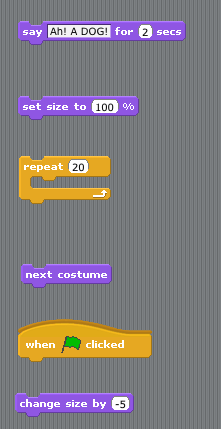 say Ah! A DOG! for 2 secs
set size to 100 %
repeat 20
next costume
when clicked
change size by -5